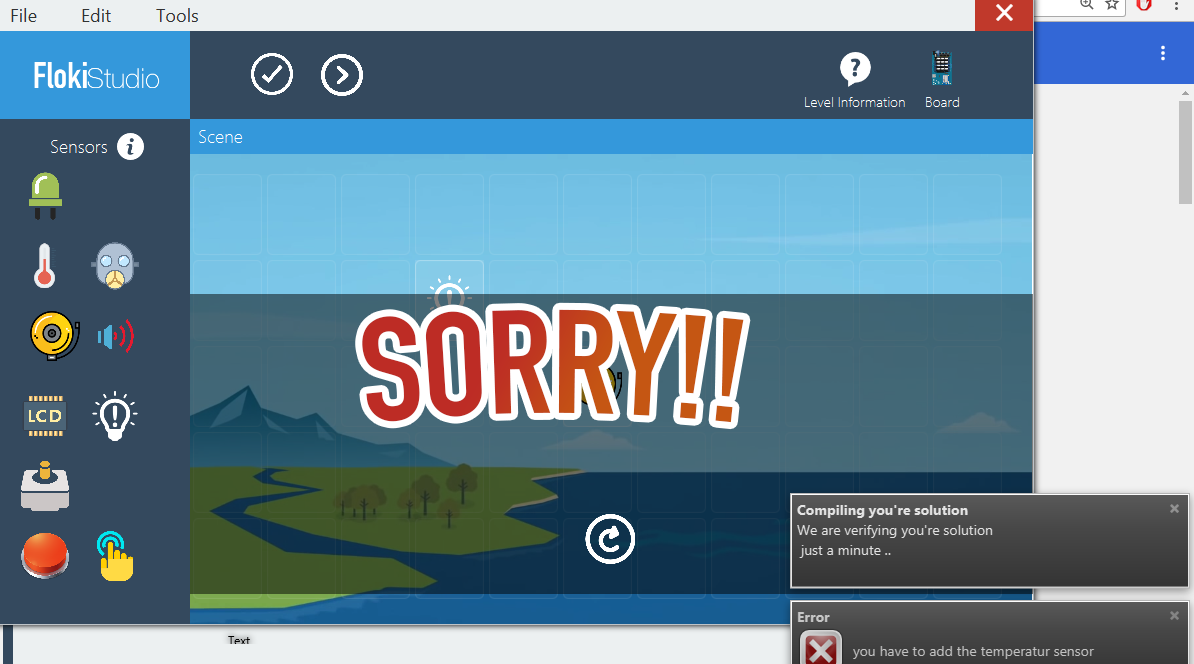 File Edit Tools
FlokiStudio
Level Information Board
Sensors
Scene
LCD
SORRY!!
Compiling you're solution
We are verifying you're solution
just a minute ..
Error
you have to add the temperatur sensor
Text